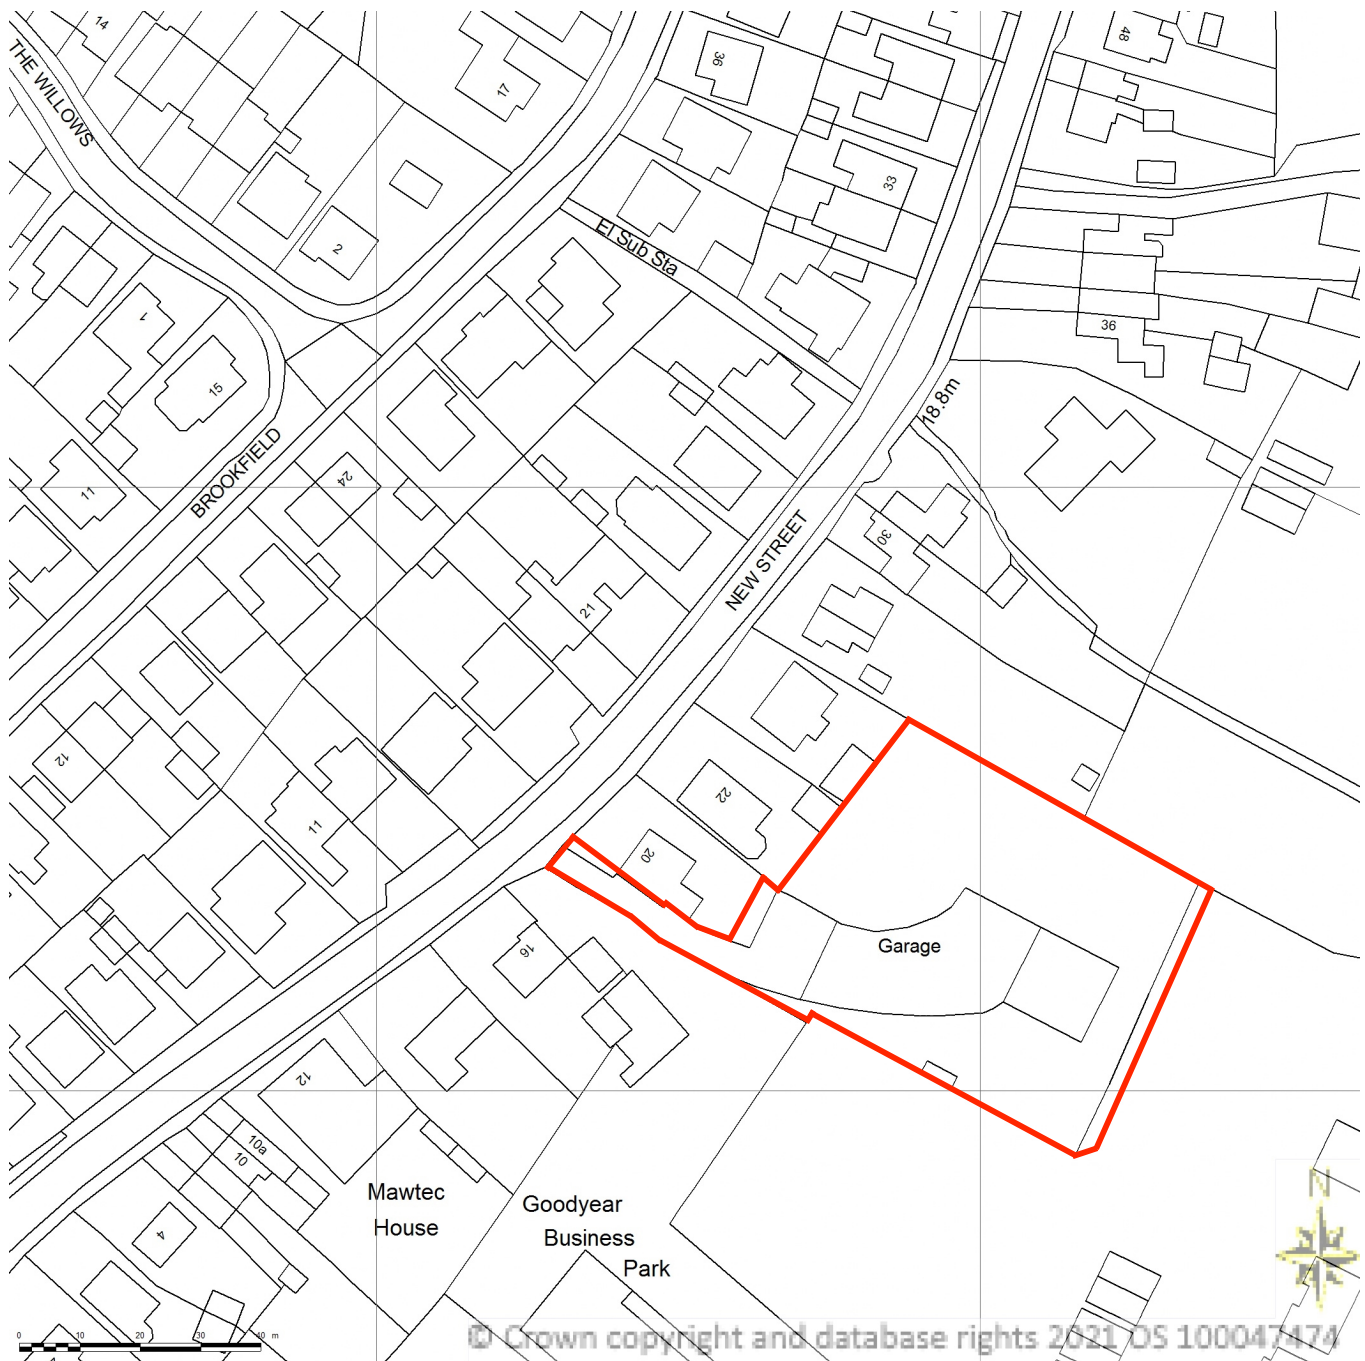 14
THE WILLOWS
17
36
48
33
2
El Sub Sta
1
15
36
18.8m
11
BROOKFIELD
24
30
NEW STREET
21
12
22
11
20
16
Garage
12
10a
10
4
Mawtec
House
Goodyear
Business
Park
N
0 10 20 30 40 m
© Crown copyright and database rights 2021 OS 100047474